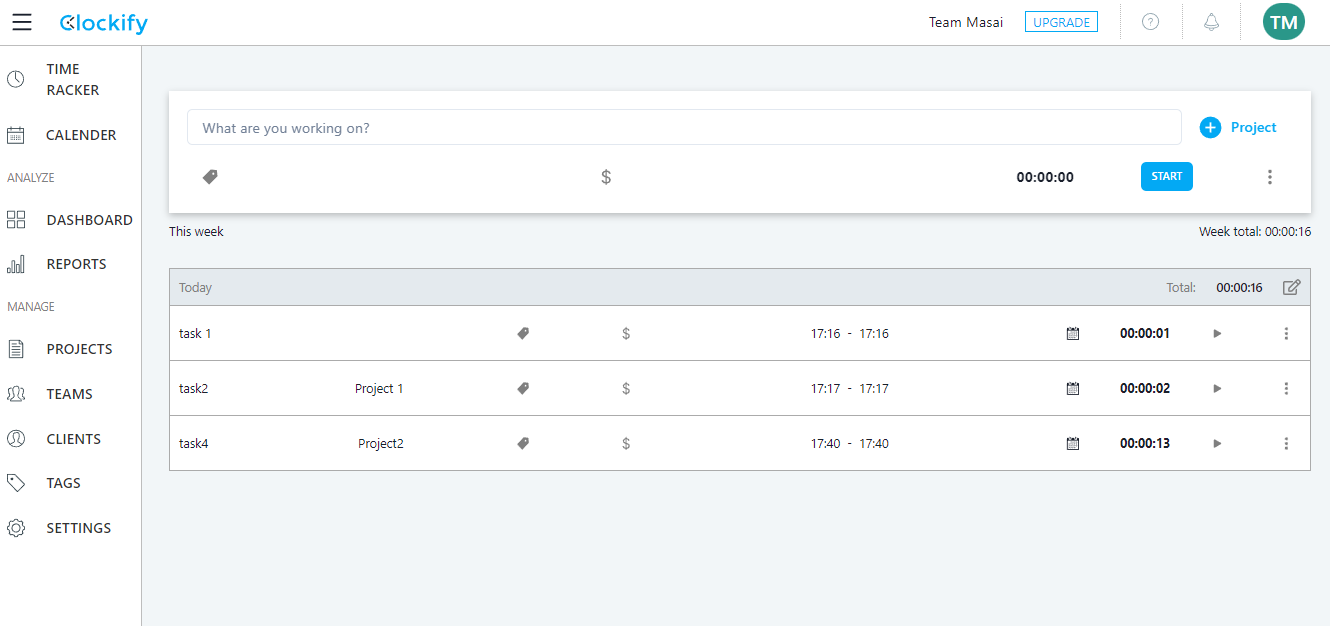 Clockify
Team Masai UPGRADE ? TM
TIME
RACKER
CALENDER
ANALYZE
DASHBOARD
REPORTS
MANAGE
PROJECTS
TEAMS
CLIENTS
TAGS
SETTINGS
What are you working on? + Project
$ 00:00:00 START
This week Week total: 00:00:16
Today Total: 00:00:16
task 1 $ 17:16 - 17:16 00:00:01
task2 Project 1 $ 17:17 - 17:17 00:00:02
task4 Project2 $ 17:40 - 17:40 00:00:13